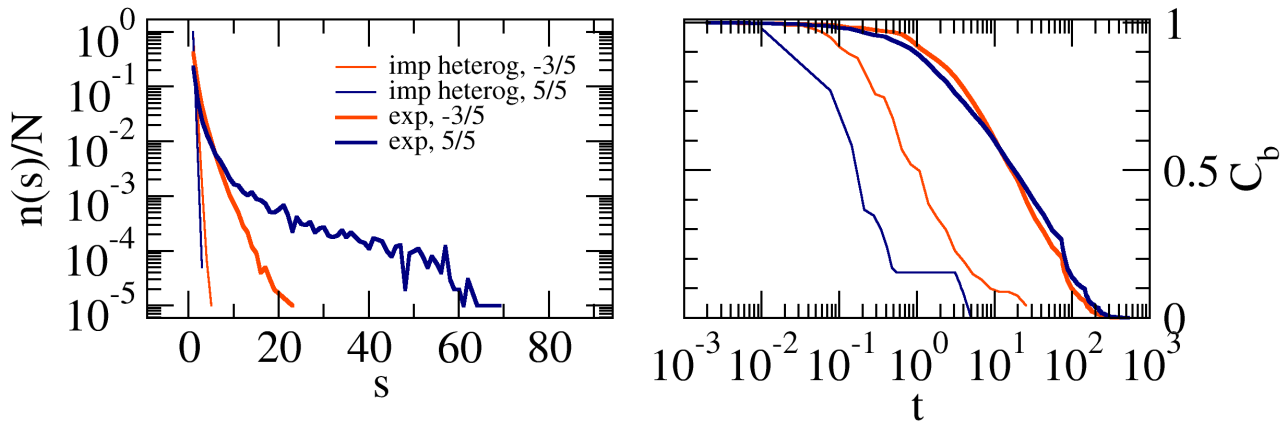 10^0
10^-1
10^-2
10^-3
10^-4
10^-5
n(s)/N
imp heterog, -3/5
imp heterog, 5/5
exp, -3/5
exp, 5/5
0 20 40 60 80
s
1
0.5
0
C_b
10^-3 10^-2 10^-1 10^0 10^1 10^2 10^3
t